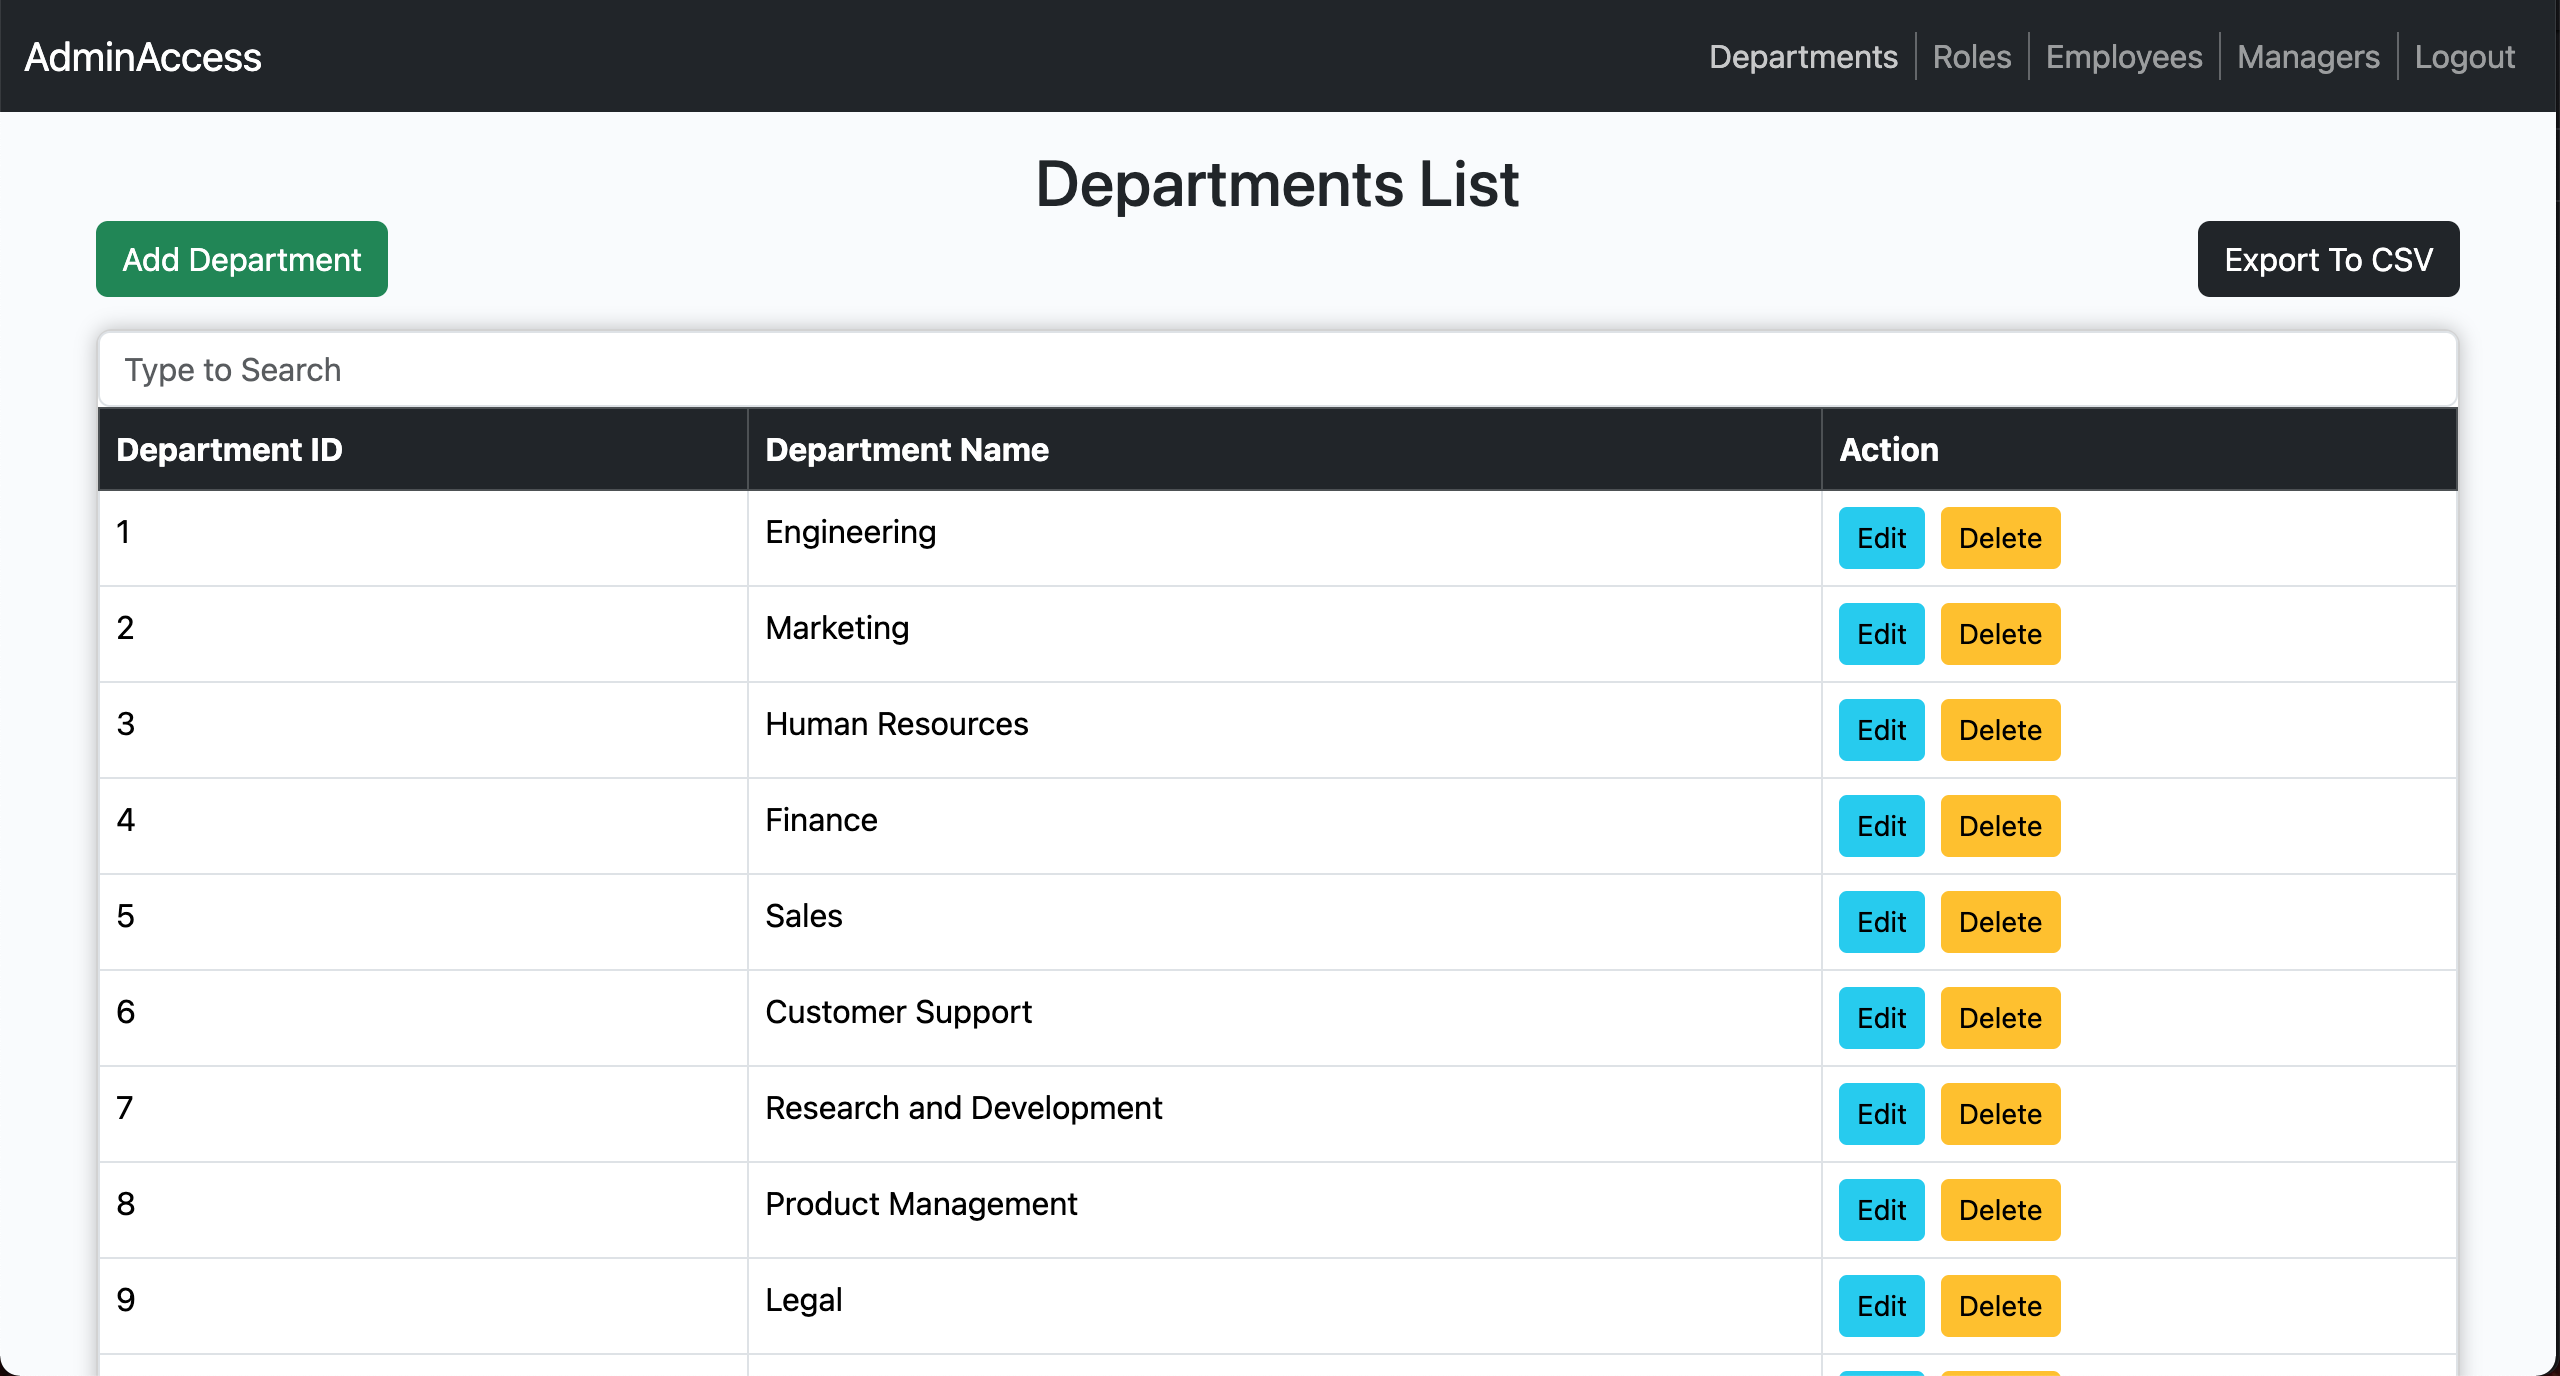 AdminAccess Departments Roles Employees Managers Logout
Departments List
Add Department Export To CSV
Type to Search
Department ID Department Name Action
1 Engineering Edit Delete
2 Marketing Edit Delete
3 Human Resources Edit Delete
4 Finance Edit Delete
5 Sales Edit Delete
6 Customer Support Edit Delete
7 Research and Development Edit Delete
8 Product Management Edit Delete
9 Legal Edit Delete